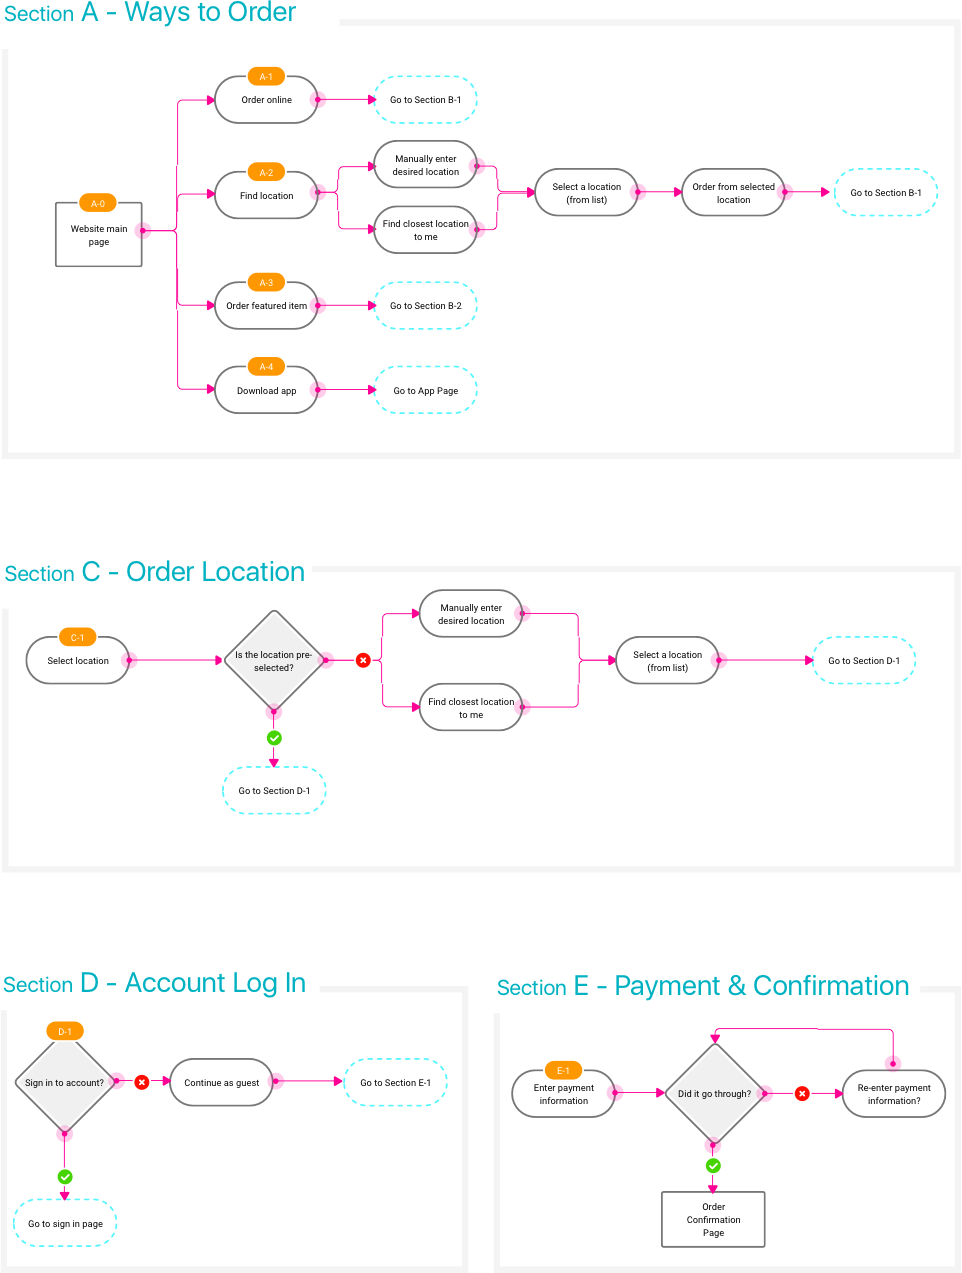 Section A - Ways to Order
A-1
Order online
Go to Section B-1
A-2
Find location
Manually enter
desired location
Find closest location
to me
Select a location
(from list)
Order from selected
location
Go to Section B-1
A-0
Website main
page
A-3
Order featured item
Go to Section B-2
A-4
Download app
Go to App Page
Section C - Order Location
C-1
Select location
Is the location pre-
selected?
Manually enter
desired location
Find closest location
to me
Select a location
(from list)
Go to Section D-1
Go to Section D-1
Section D - Account Log In
D-1
Sign in to account?
Continue as guest
Go to Section E-1
Go to sign in page
Section E - Payment & Confirmation
E-1
Enter payment
information
Did it go through?
Re-enter payment
information?
Order
Confirmation
Page